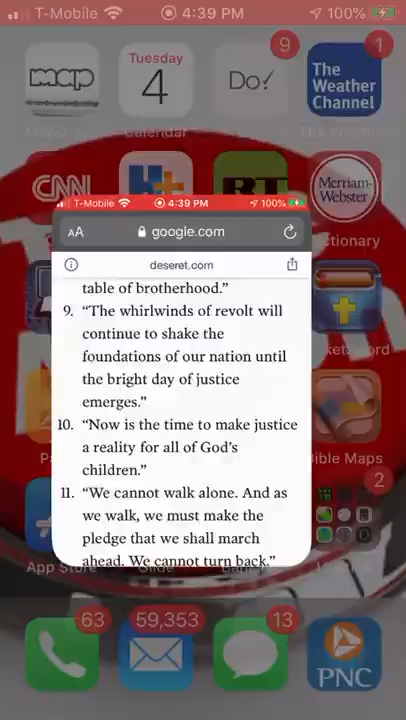 T-Mobile 4:39 PM 100%
9 1
map Tuesday 4 Do✓ The Weather Channel
Calendar
CNN H+ RT Merriam-Webster
T-Mobile 4:39 PM 100%
AA google.com
deseret.com
table of brotherhood.”
9. “The whirlwinds of revolt will
continue to shake the
foundations of our nation until
the bright day of justice
emerges.”
10. “Now is the time to make justice
a reality for all of God’s
children.”
11. “We cannot walk alone. And as
we walk, we must make the
pledge that we shall march
ahead. We cannot turn back.”
ctionary
2
ible Maps
App Store
63 59,353 13
PNC